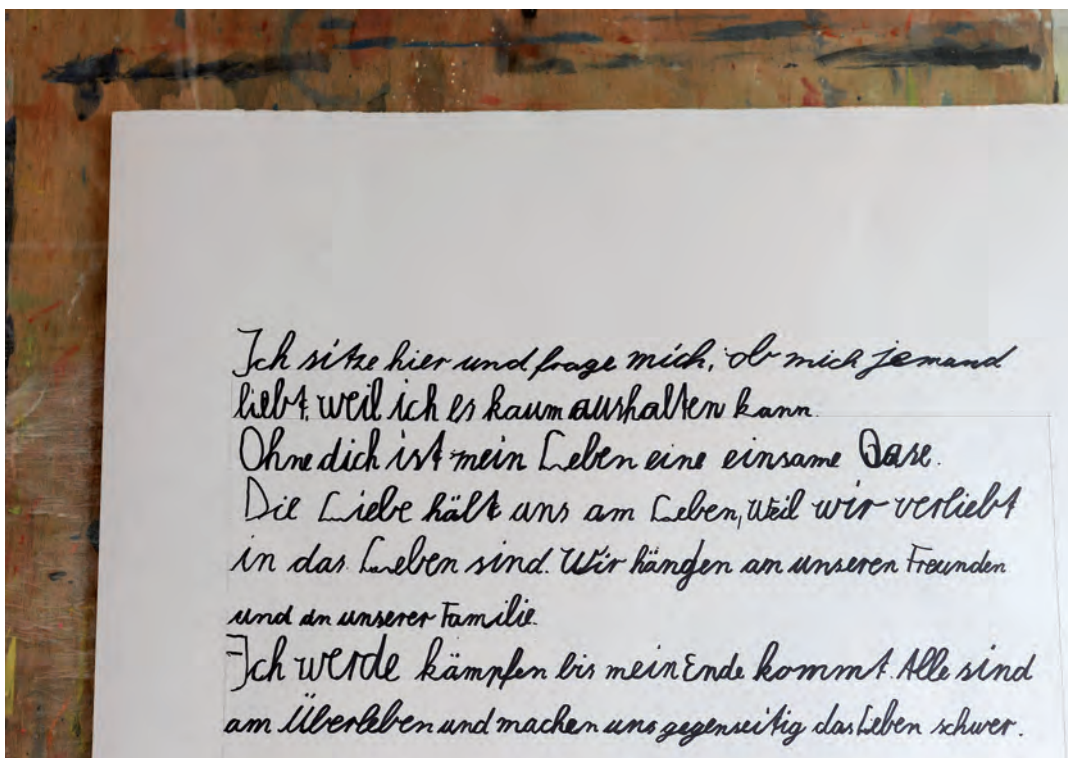 Ich sitze hier und frage mich, ob mich jemand
liebt, weil ich es kaum aushalten kann.
Ohne dich ist mein Leben eine einsame Oase.
Die Liebe hält uns am Leben, weil wir verliebt
in das Leben sind. Wir hängen an unseren Freunden
und an unserer Familie.
Ich werde kämpfen bis mein Ende kommt. Alle sind
am Überleben und machen uns gegenseitig das Leben schwer.